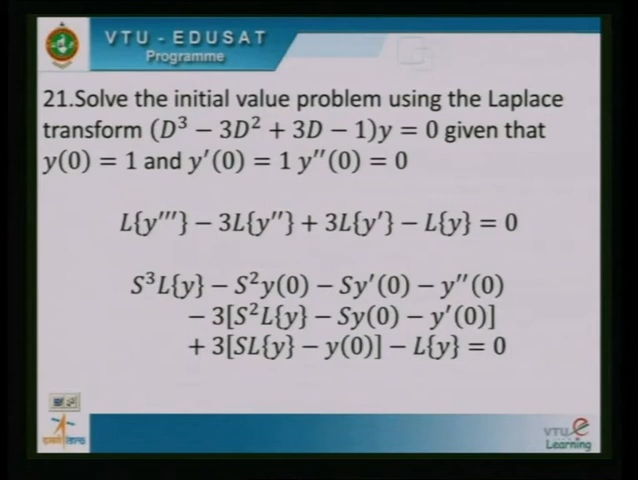 VTU - EDUSAT
Programme
21.Solve the initial value problem using the Laplace
transform (D³ − 3D² + 3D − 1)y = 0 given that
y(0) = 1 and y′(0) = 1 y″(0) = 0
L{y‴} − 3L{y″} + 3L{y′} − L{y} = 0
S³L{y} − S²y(0) − Sy′(0) − y″(0)
− 3[S²L{y} − Sy(0) − y′(0)]
+ 3[SL{y} − y(0)] − L{y} = 0
VTU e
Learning